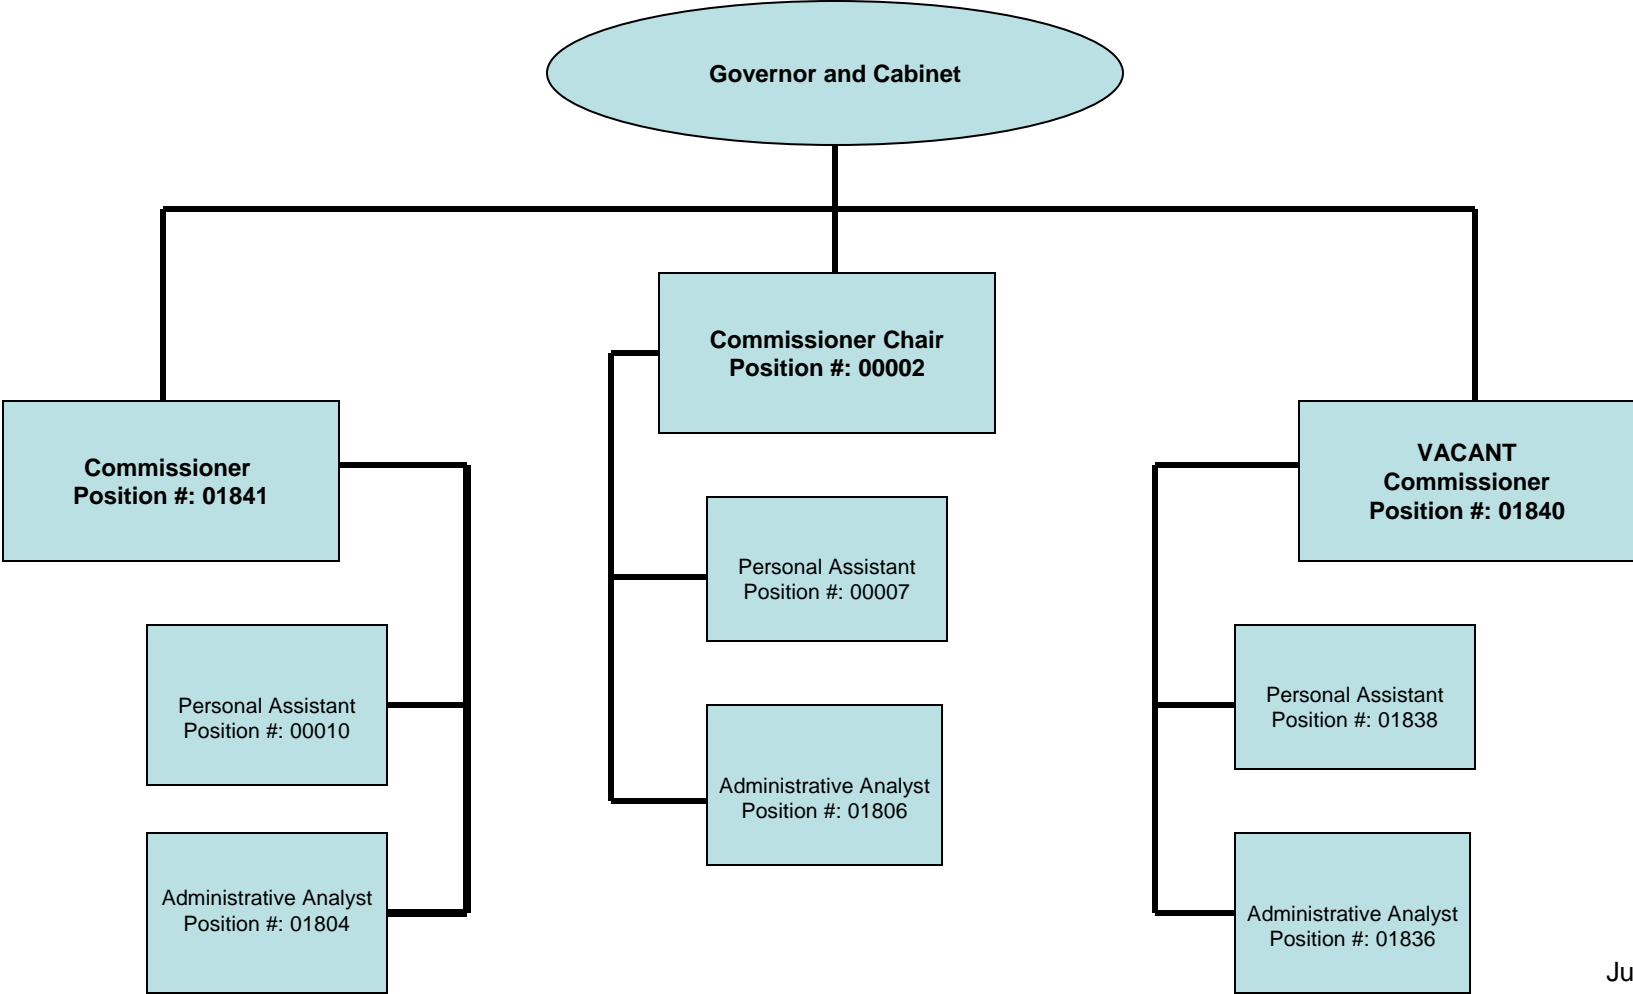 Governor and Cabinet
Commissioner Chair
Position #: 00002
Commissioner
Position #: 01841
VACANT
Commissioner
Position #: 01840
Personal Assistant
Position #: 00010
Administrative Analyst
Position #: 01804
Personal Assistant
Position #: 00007
Administrative Analyst
Position #: 01806
Personal Assistant
Position #: 01838
Administrative Analyst
Position #: 01836
Ju